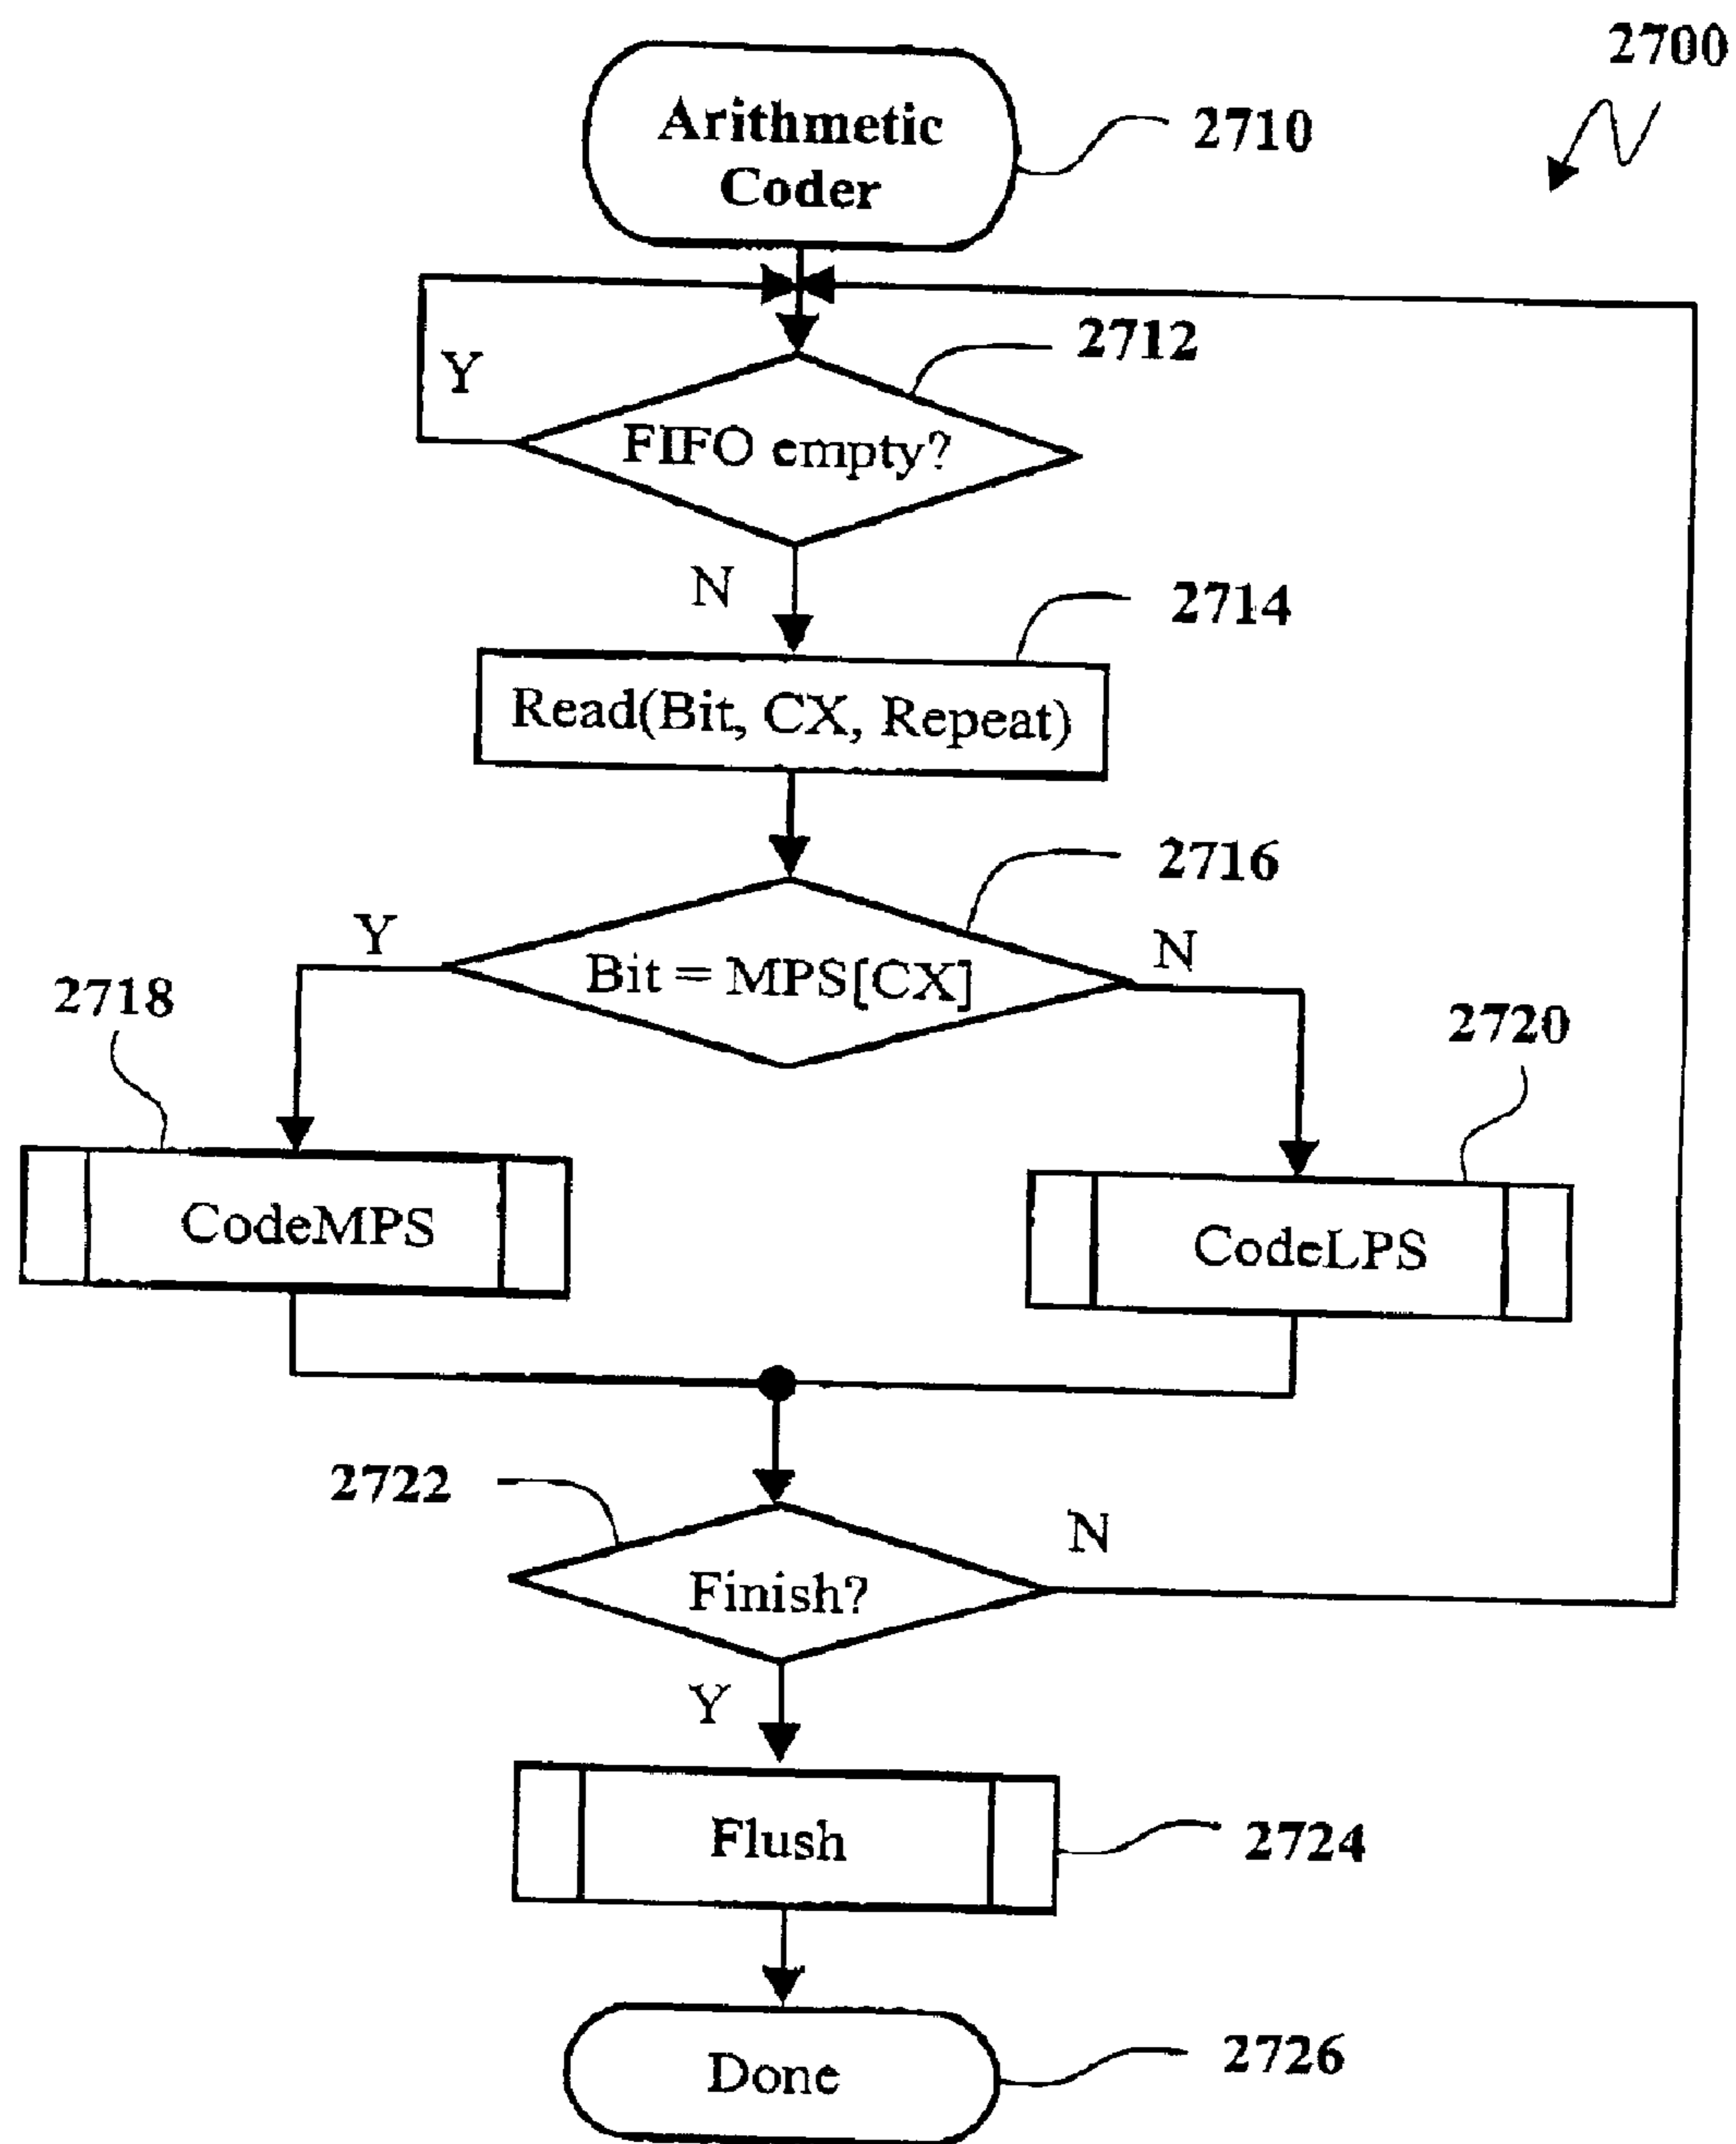 2700
Arithmetic
Coder
2710
2712
Y
FIFO empty?
N
2714
Read(Bit, CX, Repeat)
2716
Y
N
Bit = MPS[CX]
2718
2720
CodeMPS
CodeLPS
2722
N
Finish?
Y
Flush
2724
Done
2726